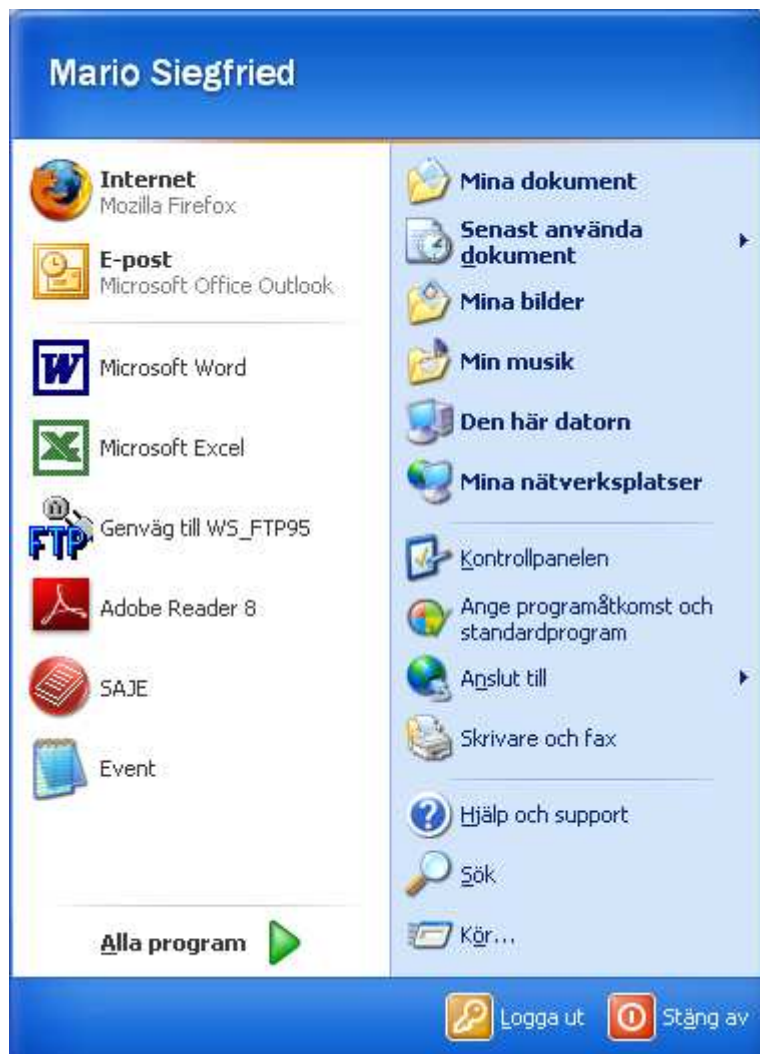 Mario Siegfried
Internet
Mozilla Firefox
E-post
Microsoft Office Outlook
Microsoft Word
Microsoft Excel
FTP
Genväg till WS_FTP95
Adobe Reader 8
SAJE
Event
Alla program
Mina dokument
Senast använda
dokument
Mina bilder
Min musik
Den här datorn
Mina nätverksplatser
Kontrollpanelen
Ange programåtkomst och
standardprogram
Anslut till
Skrivare och fax
Hjälp och support
Sök
Kör...
Logga ut
Stäng av